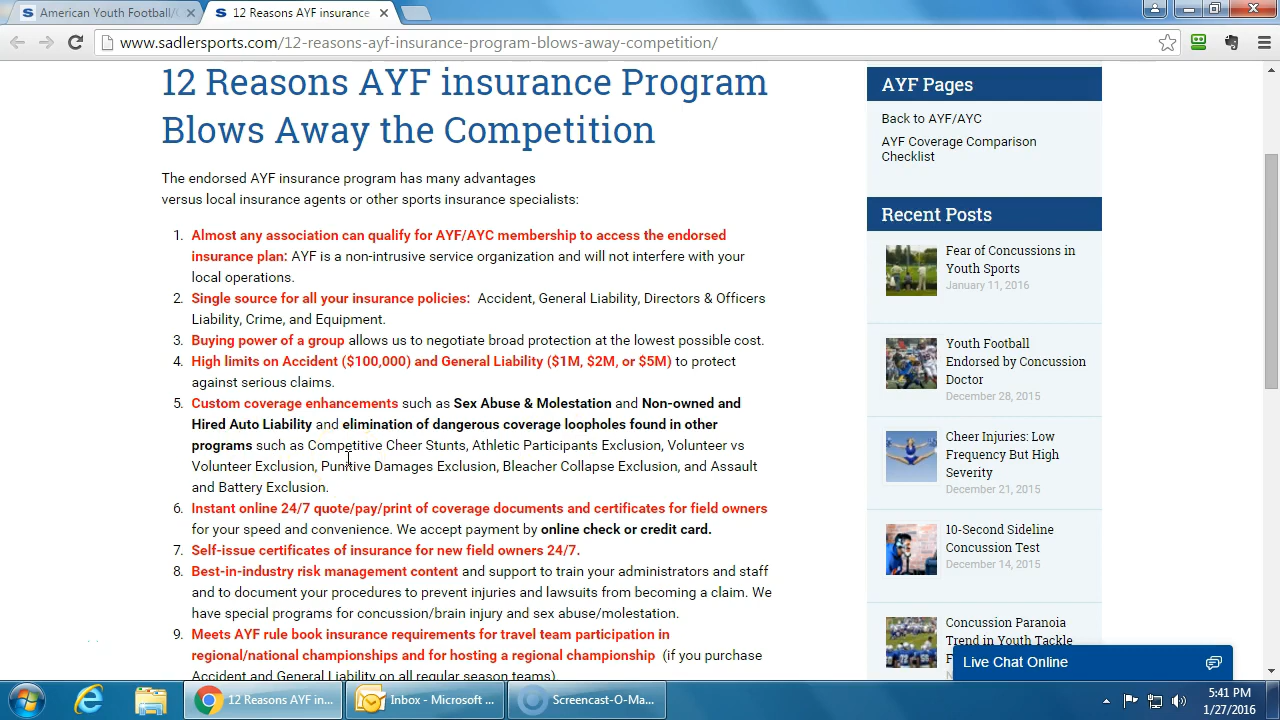 American Youth Football/
12 Reasons AYF insurance
www.sadlersports.com/12-reasons-ayf-insurance-program-blows-away-competition/
12 Reasons AYF insurance Program
Blows Away the Competition
The endorsed AYF insurance program has many advantages
versus local insurance agents or other sports insurance specialists:
1. Almost any association can qualify for AYF/AYC membership to access the endorsed
insurance plan: AYF is a non-intrusive service organization and will not interfere with your
local operations.
2. Single source for all your insurance policies: Accident, General Liability, Directors & Officers
Liability, Crime, and Equipment.
3. Buying power of a group allows us to negotiate broad protection at the lowest possible cost.
4. High limits on Accident ($100,000) and General Liability ($1M, $2M, or $5M) to protect
against serious claims.
5. Custom coverage enhancements such as Sex Abuse & Molestation and Non-owned and
Hired Auto Liability and elimination of dangerous coverage loopholes found in other
programs such as Competitive Cheer Stunts, Athletic Participants Exclusion, Volunteer vs
Volunteer Exclusion, Punitive Damages Exclusion, Bleacher Collapse Exclusion, and Assault
and Battery Exclusion.
6. Instant online 24/7 quote/pay/print of coverage documents and certificates for field owners
for your speed and convenience. We accept payment by online check or credit card.
7. Self-issue certificates of insurance for new field owners 24/7.
8. Best-in-industry risk management content and support to train your administrators and staff
and to document your procedures to prevent injuries and lawsuits from becoming a claim. We
have special programs for concussion/brain injury and sex abuse/molestation.
9. Meets AYF rule book insurance requirements for travel team participation in
regional/national championships and for hosting a regional championship (if you purchase
Accident and General Liability on all regular season teams)
AYF Pages
Back to AYF/AYC
AYF Coverage Comparison
Checklist
Recent Posts
Fear of Concussions in
Youth Sports
January 11, 2016
Youth Football
Endorsed by Concussion
Doctor
December 28, 2015
Cheer Injuries: Low
Frequency But High
Severity
December 21, 2015
10-Second Sideline
Concussion Test
December 14, 2015
Concussion Paranoia
Trend in Youth Tackle
Live Chat Online
12 Reasons AYF in...
Inbox - Microsoft ...
Screencast-O-Ma...
5:41 PM
1/27/2016